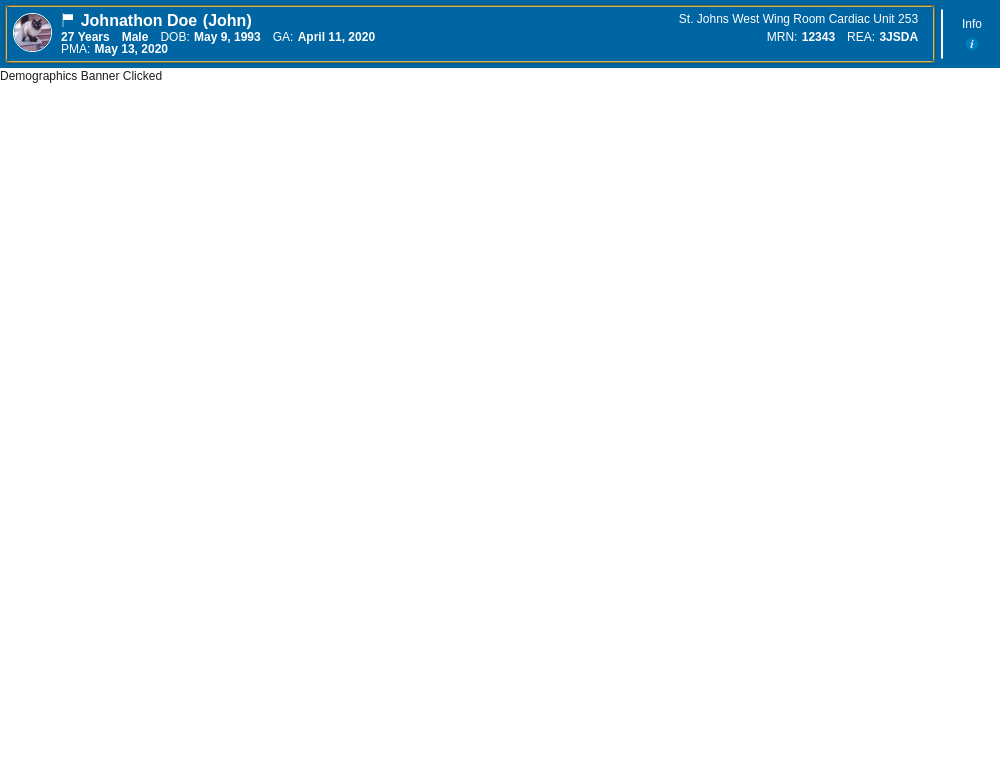 Johnathon Doe (John)
27 Years Male DOB: May 9, 1993 GA: April 11, 2020
PMA: May 13, 2020
St. Johns West Wing Room Cardiac Unit 253
MRN: 12343 REA: 3JSDA
Info
i
Demographics Banner Clicked